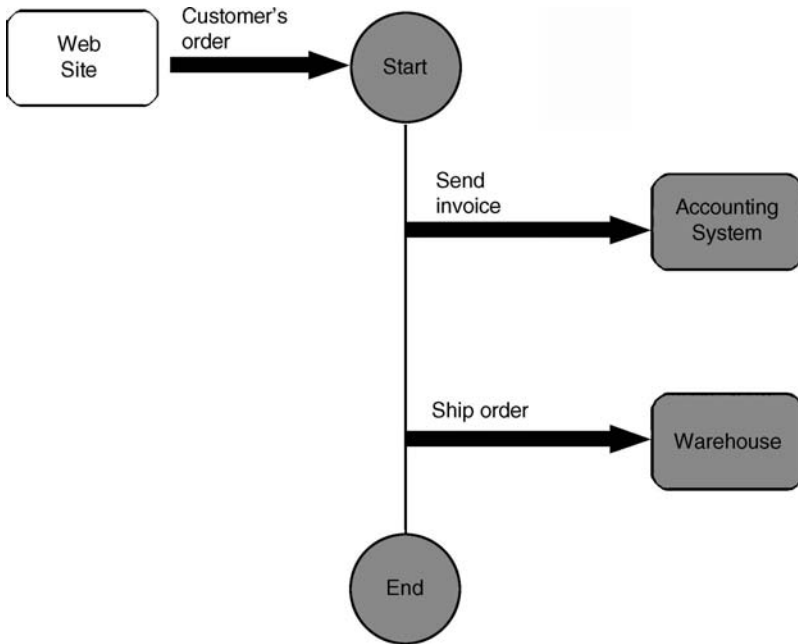 Web
Site
Customer's
order
Start
Send
invoice
Accounting
System
Ship order
Warehouse
End